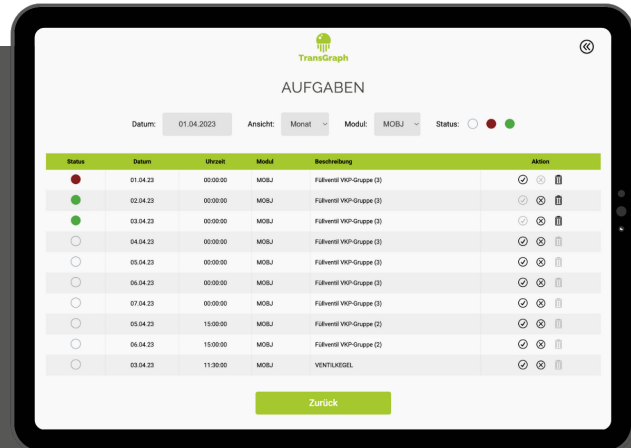 TransGraph
AUFGABEN
Datum: 01.04.2023 Ansicht: Monat Modul: MOBJ Status:
Status Datum Uhrzeit Modul Beschreibung Aktion
01.04.23 00:00:00 MOBJ Füllventil VKP-Gruppe (3)
02.04.23 00:00:00 MOBJ Füllventil VKP-Gruppe (3)
03.04.23 00:00:00 MOBJ Füllventil VKP-Gruppe (3)
04.04.23 00:00:00 MOBJ Füllventil VKP-Gruppe (3)
05.04.23 00:00:00 MOBJ Füllventil VKP-Gruppe (3)
06.04.23 00:00:00 MOBJ Füllventil VKP-Gruppe (3)
07.04.23 00:00:00 MOBJ Füllventil VKP-Gruppe (3)
05.04.23 15:00:00 MOBJ Füllventil VKP-Gruppe (2)
06.04.23 15:00:00 MOBJ Füllventil VKP-Gruppe (2)
03.04.23 11:30:00 MOBJ VENTILKEGEL
Zurück